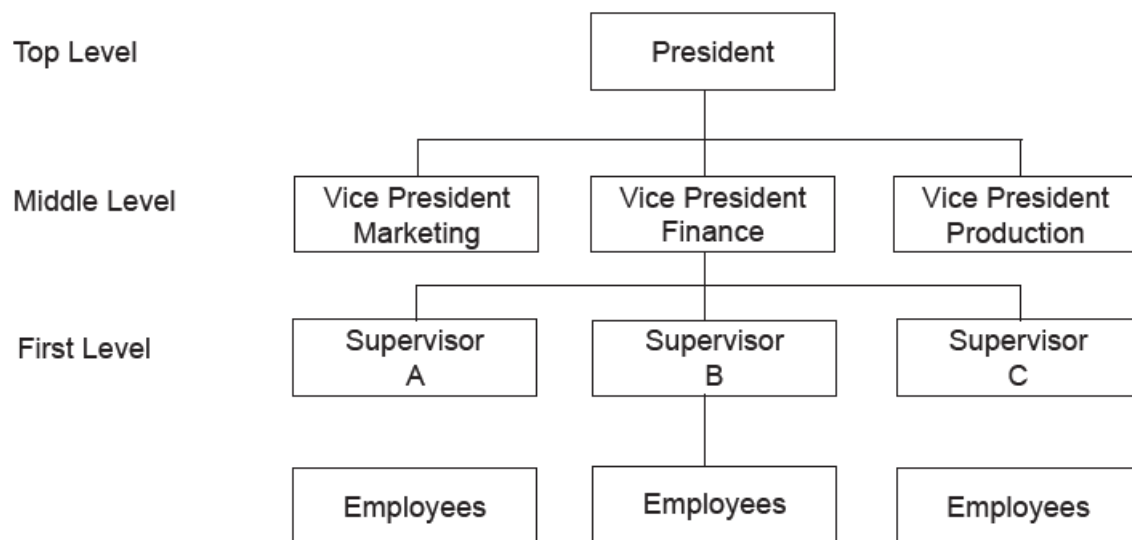 Top Level
President
Middle Level
Vice President
Marketing
Vice President
Finance
Vice President
Production
First Level
Supervisor
A
Supervisor
B
Supervisor
C
Employees
Employees
Employees